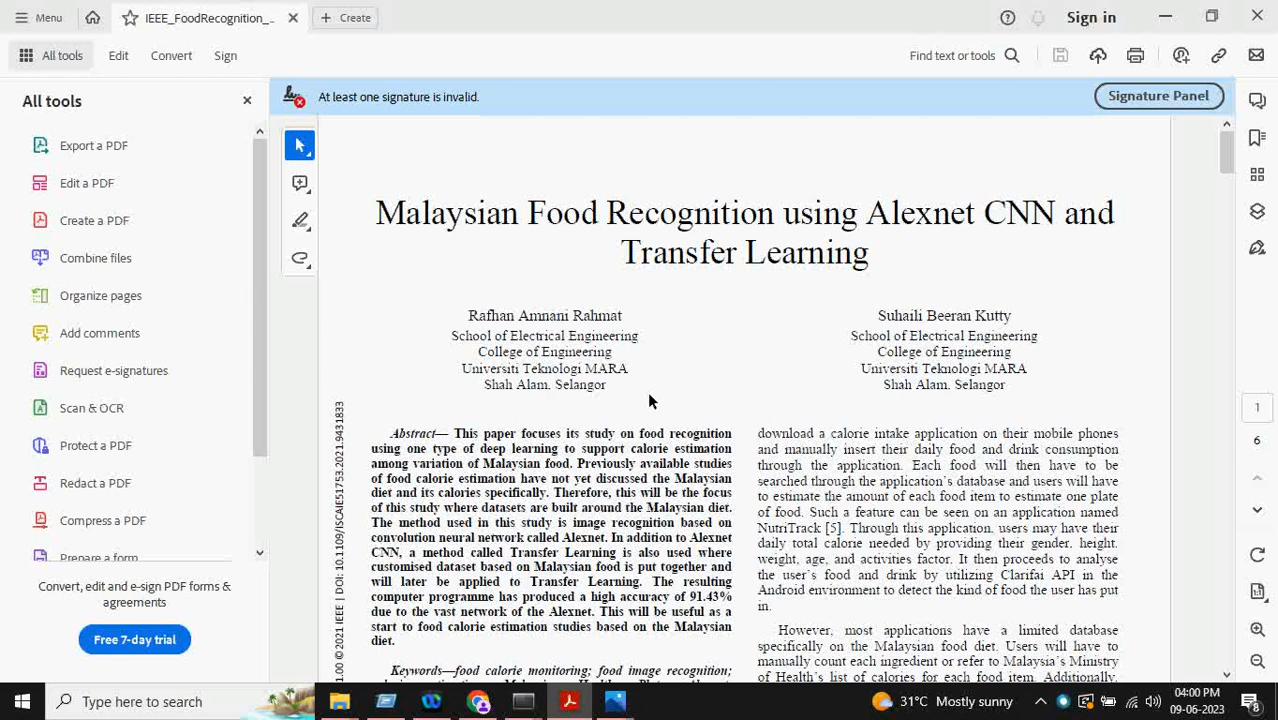 Menu
IEEE_FoodRecognition_...
Create
Sign in
All tools
Edit
Convert
Sign
Find text or tools
All tools
Export a PDF
Edit a PDF
Create a PDF
Combine files
Organize pages
Add comments
Request e-signatures
Scan & OCR
Protect a PDF
Redact a PDF
Compress a PDF
Prepare a form
Convert, edit and e-sign PDF forms &
agreements
Free 7-day trial
At least one signature is invalid.
Signature Panel
Malaysian Food Recognition using Alexnet CNN and
Transfer Learning
Rafhan Amnani Rahmat
School of Electrical Engineering
College of Engineering
Universiti Teknologi MARA
Shah Alam, Selangor
Suhaili Beeran Kutty
School of Electrical Engineering
College of Engineering
Universiti Teknologi MARA
Shah Alam, Selangor
1.00 ©2021 IEEE | DOI: 10.1109/ISCAIE51753.2021.9431833
Abstract— This paper focuses its study on food recognition
using one type of deep learning to support calorie estimation
among variation of Malaysian food. Previously available studies
of food calorie estimation have not yet discussed the Malaysian
diet and its calories specifically. Therefore, this will be the focus
of this study where datasets are built around the Malaysian diet.
The method used in this study is image recognition based on
convolution neural network called Alexnet. In addition to Alexnet
CNN, a method called Transfer Learning is also used where
customised dataset based on Malaysian food is put together and
will later be applied to Transfer Learning. The resulting
computer programme has produced a high accuracy of 91.43%
due to the vast network of the Alexnet. This will be useful as a
start to food calorie estimation studies based on the Malaysian
diet.
Keywords—food calorie monitoring; food image recognition;
download a calorie intake application on their mobile phones
and manually insert their daily food and drink consumption
through the application. Each food will then have to be
searched through the application's database and users will have
to estimate the amount of each food item to estimate one plate
of food. Such a feature can be seen on an application named
NutriTrack [5]. Through this application, users may have their
daily total calorie needed by providing their gender, height,
weight, age, and activities factor. It then proceeds to analyse
the user's food and drink by utilizing Clarifai API in the
Android environment to detect the kind of food the user has put
in.
However, most applications have a limited database
specifically on the Malaysian food diet. Users will have to
manually count each ingredient or refer to Malaysia's Ministry
of Health's list of calories for each food item. Additionally,
1
6
Type here to search
31°C Mostly sunny
04:00 PM
09-06-2023
8